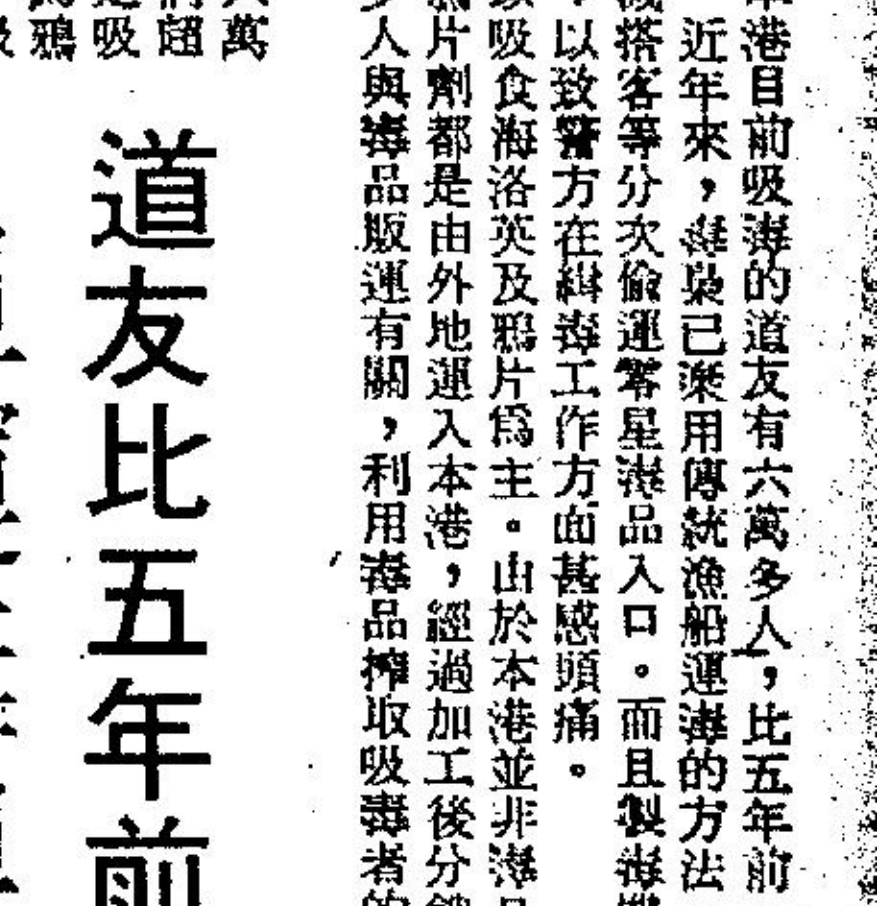 本港目前吸毒的道友有六萬多人，比五年前
近年來，毒梟已棄用傳統漁船運毒的方法
搭客等分次偷運零星毒品入口。而且製毒
，以致警方在緝毒工作方面甚感頭痛。
吸食海洛英及鴉片爲主。由於本港並非毒品
片劑都是由外地運入本港，經過加工後分銷
人與毒品販運有關，利用毒品榨取吸毒者的
萬
吸
鴉
道友比五年前